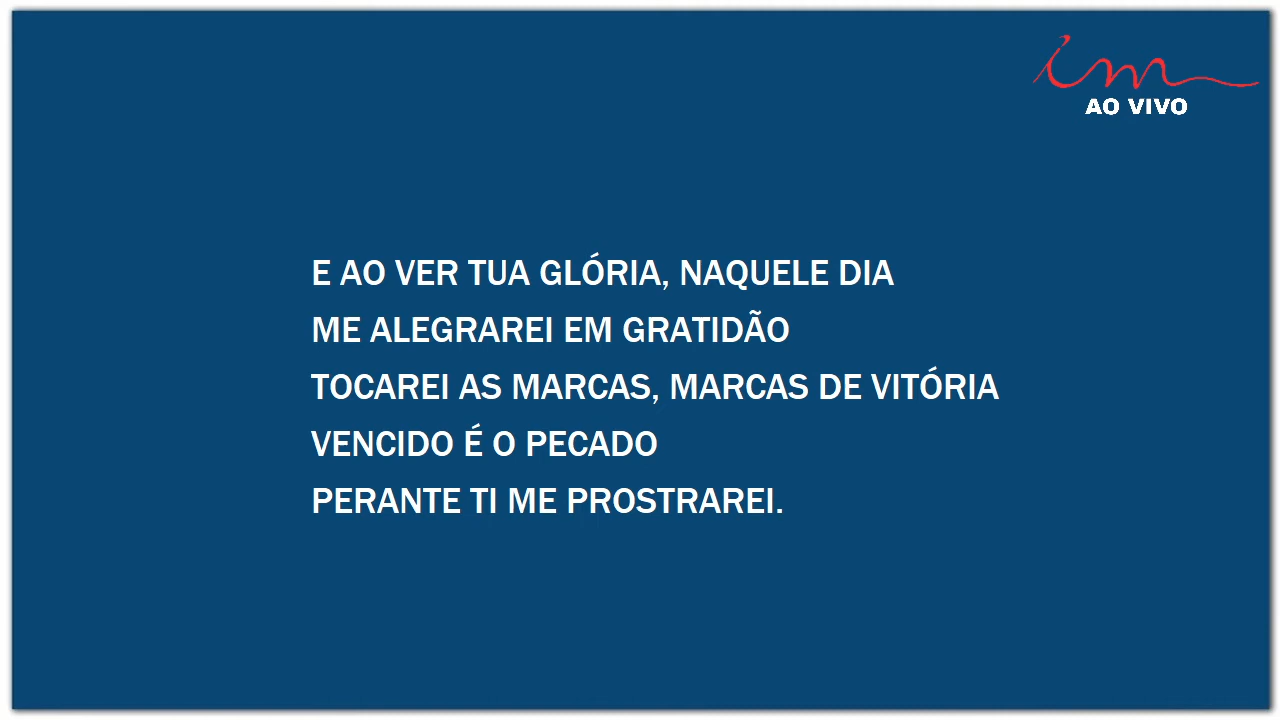 im
AO VIVO
E AO VER TUA GLÓRIA, NAQUELE DIA
ME ALEGRAREI EM GRATIDÃO
TOCAREI AS MARCAS, MARCAS DE VITÓRIA
VENCIDO É O PECADO
PERANTE TI ME PROSTRAREI.